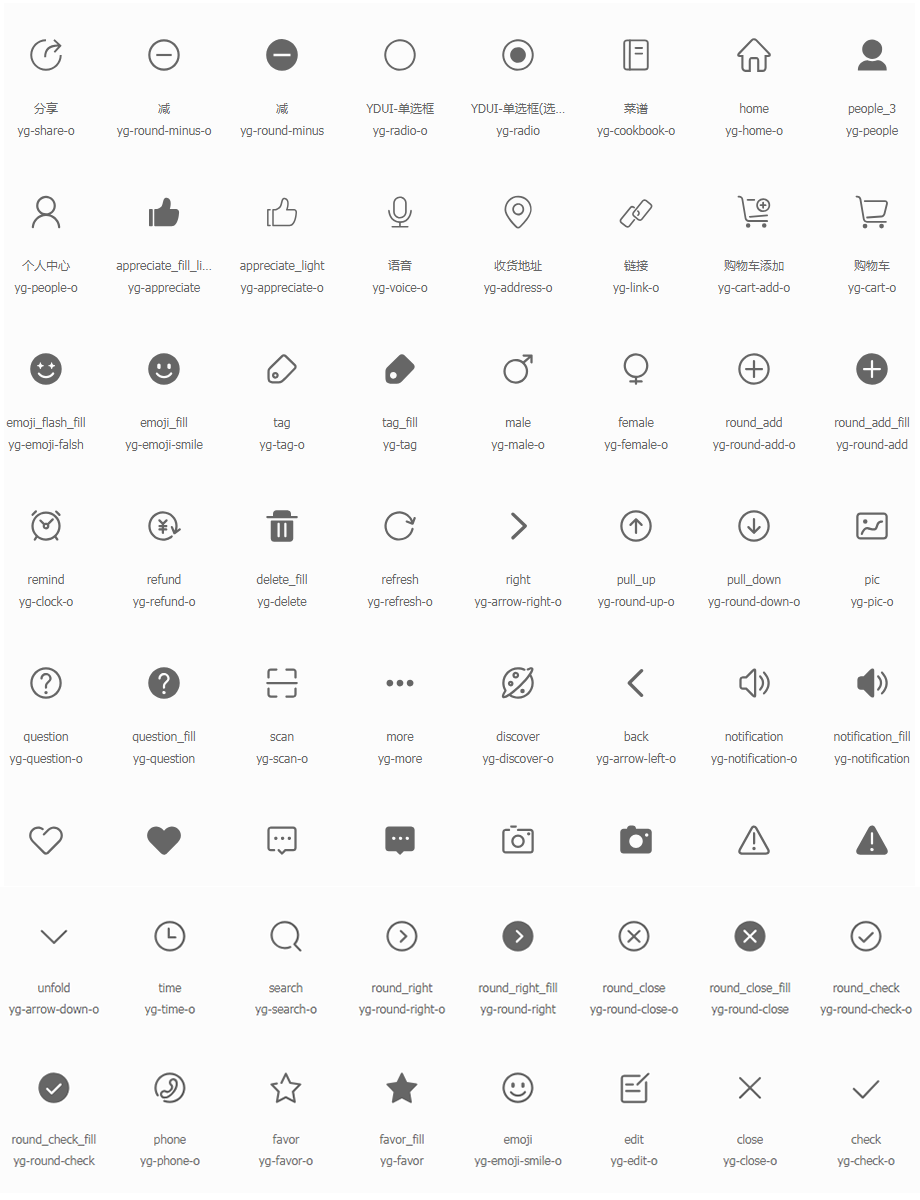 分享 减 减 YDUI-单选框 YDUI-单选框(选... 菜谱 home people_3
yg-share-o yg-round-minus-o yg-round-minus yg-radio-o yg-radio yg-cookbook-o yg-home-o yg-people
个人中心 appreciate_fill_li... appreciate_light 语音 收货地址 链接 购物车添加 购物车
yg-people-o yg-appreciate yg-appreciate-o yg-voice-o yg-address-o yg-link-o yg-cart-add-o yg-cart-o
emoji_flash_fill emoji_fill tag tag_fill male female round_add round_add_fill
yg-emoji-falsh yg-emoji-smile yg-tag-o yg-tag yg-male-o yg-female-o yg-round-add-o yg-round-add
remind refund delete_fill refresh right pull_up pull_down pic
yg-clock-o yg-refund-o yg-delete yg-refresh-o yg-arrow-right-o yg-round-up-o yg-round-down-o yg-pic-o
question question_fill scan more discover back notification notification_fill
yg-question-o yg-question yg-scan-o yg-more yg-discover-o yg-arrow-left-o yg-notification-o yg-notification
unfold time search round_right round_right_fill round_close round_close_fill round_check
yg-arrow-down-o yg-time-o yg-search-o yg-round-right-o yg-round-right yg-round-close-o yg-round-close yg-round-check-o
round_check_fill phone favor favor_fill emoji edit close check
yg-round-check yg-phone-o yg-favor-o yg-favor yg-emoji-smile-o yg-edit-o yg-close-o yg-check-o